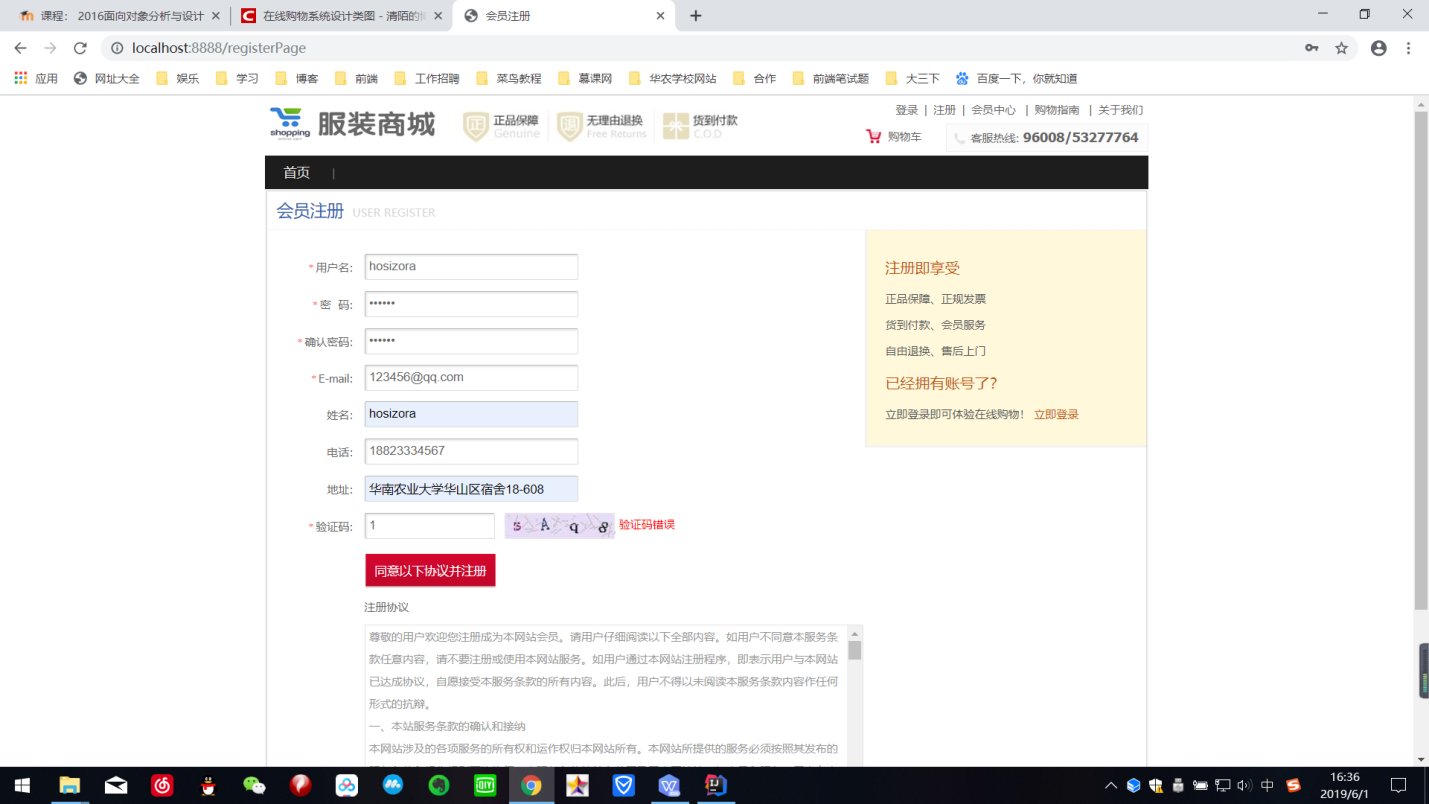 课程： 2016面向对象分析与设计
在线购物系统设计类图 - 清陌的
会员注册
localhost:8888/registerPage
应用
网址大全
娱乐
学习
博客
前端
工作招聘
菜鸟教程
慕课网
华农学校网站
合作
前端笔试题
大三下
百度一下，你就知道
shopping
服装商城
正
正品保障
Genuine
退
无理由退换
Free Returns
货到付款
C.O.D
登录 | 注册 | 会员中心 | 购物指南 | 关于我们
购物车
客服热线: 96008/53277764
首页 |
会员注册 USER REGISTER
*用户名: hosizora
*密 码: ••••••
*确认密码: ••••••
*E-mail: 123456@qq.com
姓名: hosizora
电话: 18823334567
地址: 华南农业大学华山区宿舍18-608
*验证码: 1
s A q 8
验证码错误
同意以下协议并注册
注册协议
尊敬的用户欢迎您注册成为本网站会员。请用户仔细阅读以下全部内容。如用户不同意本服务条
款任意内容，请不要注册或使用本网站服务。如用户通过本网站注册程序，即表示用户与本网站
已达成协议，自愿接受本服务条款的所有内容。此后，用户不得以未阅读本服务条款内容作任何
形式的抗辩。
一、本站服务条款的确认和接纳
本网站涉及的各项服务的所有权和运作权归本网站所有。本网站所提供的服务必须按照其发布的
注册即享受
正品保障、正规发票
货到付款、会员服务
自由退换、售后上门
已经拥有账号了?
立即登录即可体验在线购物！ 立即登录
DIY
IJ
中
16:36
2019/6/1